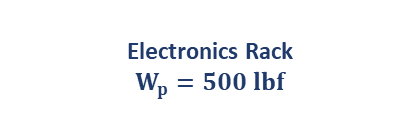 Electronics Rack
Wₚ = 500 lbf